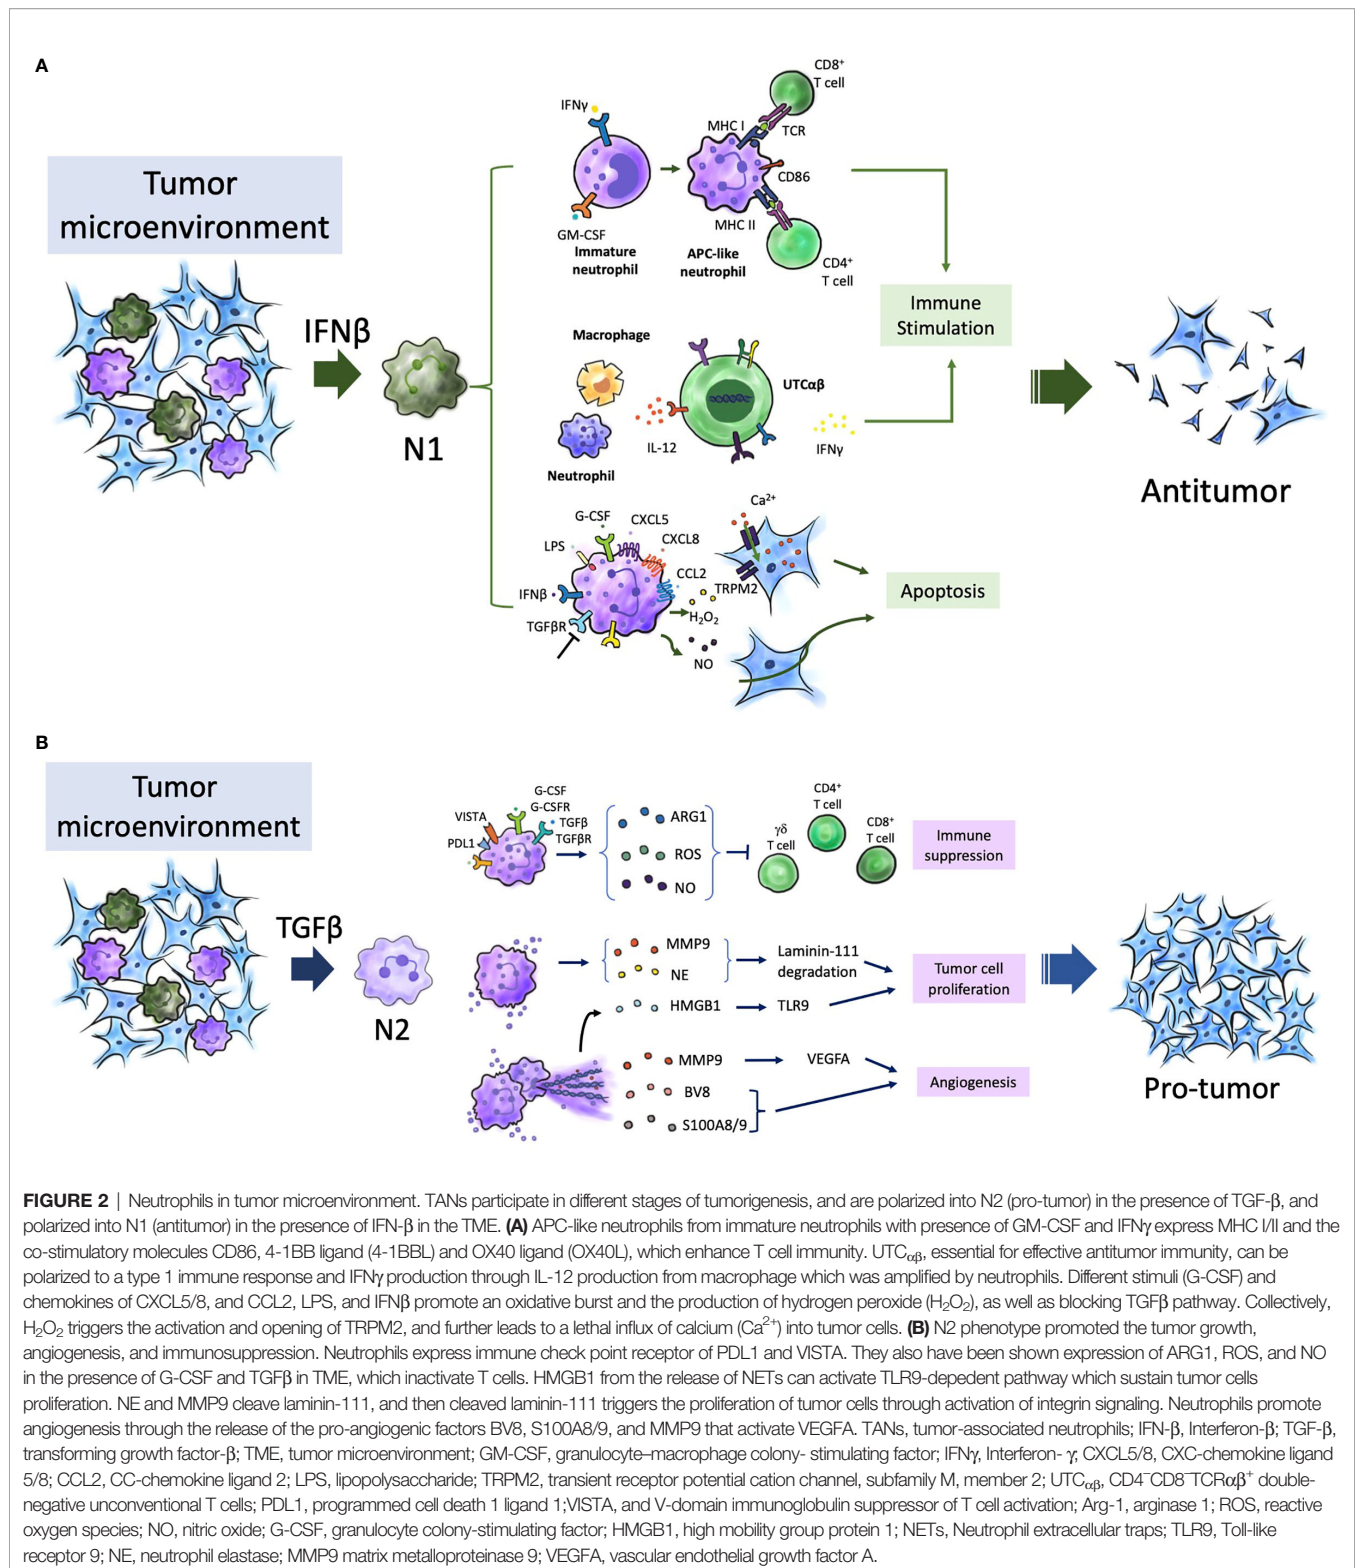 A
Tumor
microenvironment
IFNβ
N1
IFNγ
GM-CSF
Immature
neutrophil
MHC I
MHC II
APC-like
neutrophil
CD8⁺
T cell
TCR
CD86
CD4⁺
T cell
Macrophage
Neutrophil
IL-12
UTCαβ
IFNγ
Immune
Stimulation
G-CSF
CXCL5
CXCL8
LPS
CCL2
IFNβ
TGFβR
H₂O₂
NO
Ca²⁺
TRPM2
Apoptosis
Antitumor
B
Tumor
microenvironment
TGFβ
N2
G-CSF
G-CSFR
VISTA
TGFβ
TGFβR
PDL1
ARG1
ROS
NO
γδ
T cell
CD4⁺
T cell
CD8⁺
T cell
Immune
suppression
MMP9
NE
Laminin-111
degradation
HMGB1
TLR9
Tumor cell
proliferation
MMP9
VEGFA
BV8
S100A8/9
Angiogenesis
Pro-tumor
FIGURE 2 | Neutrophils in tumor microenvironment. TANs participate in different stages of tumorigenesis, and are polarized into N2 (pro-tumor) in the presence of TGF-β, and
polarized into N1 (antitumor) in the presence of IFN-β in the TME. (A) APC-like neutrophils from immature neutrophils with presence of GM-CSF and IFNγ express MHC I/II and the
co-stimulatory molecules CD86, 4-1BB ligand (4-1BBL) and OX40 ligand (OX40L), which enhance T cell immunity. UTCαβ, essential for effective antitumor immunity, can be
polarized to a type 1 immune response and IFNγ production through IL-12 production from macrophage which was amplified by neutrophils. Different stimuli (G-CSF) and
chemokines of CXCL5/8, and CCL2, LPS, and IFNβ promote an oxidative burst and the production of hydrogen peroxide (H₂O₂), as well as blocking TGFβ pathway. Collectively,
H₂O₂ triggers the activation and opening of TRPM2, and further leads to a lethal influx of calcium (Ca²⁺) into tumor cells. (B) N2 phenotype promoted the tumor growth,
angiogenesis, and immunosuppression. Neutrophils express immune check point receptor of PDL1 and VISTA. They also have been shown expression of ARG1, ROS, and NO
in the presence of G-CSF and TGFβ in TME, which inactivate T cells. HMGB1 from the release of NETs can activate TLR9-depedent pathway which sustain tumor cells
proliferation. NE and MMP9 cleave laminin-111, and then cleaved laminin-111 triggers the proliferation of tumor cells through activation of integrin signaling. Neutrophils promote
angiogenesis through the release of the pro-angiogenic factors BV8, S100A8/9, and MMP9 that activate VEGFA. TANs, tumor-associated neutrophils; IFN-β, Interferon-β; TGF-β,
transforming growth factor-β; TME, tumor microenvironment; GM-CSF, granulocyte–macrophage colony- stimulating factor; IFNγ, Interferon- γ; CXCL5/8, CXC-chemokine ligand
5/8; CCL2, CC-chemokine ligand 2; LPS, lipopolysaccharide; TRPM2, transient receptor potential cation channel, subfamily M, member 2; UTCαβ, CD4⁻CD8⁻TCRαβ⁺ double-
negative unconventional T cells; PDL1, programmed cell death 1 ligand 1;VISTA, and V-domain immunoglobulin suppressor of T cell activation; Arg-1, arginase 1; ROS, reactive
oxygen species; NO, nitric oxide; G-CSF, granulocyte colony-stimulating factor; HMGB1, high mobility group protein 1; NETs, Neutrophil extracellular traps; TLR9, Toll-like
receptor 9; NE, neutrophil elastase; MMP9 matrix metalloproteinase 9; VEGFA, vascular endothelial growth factor A.